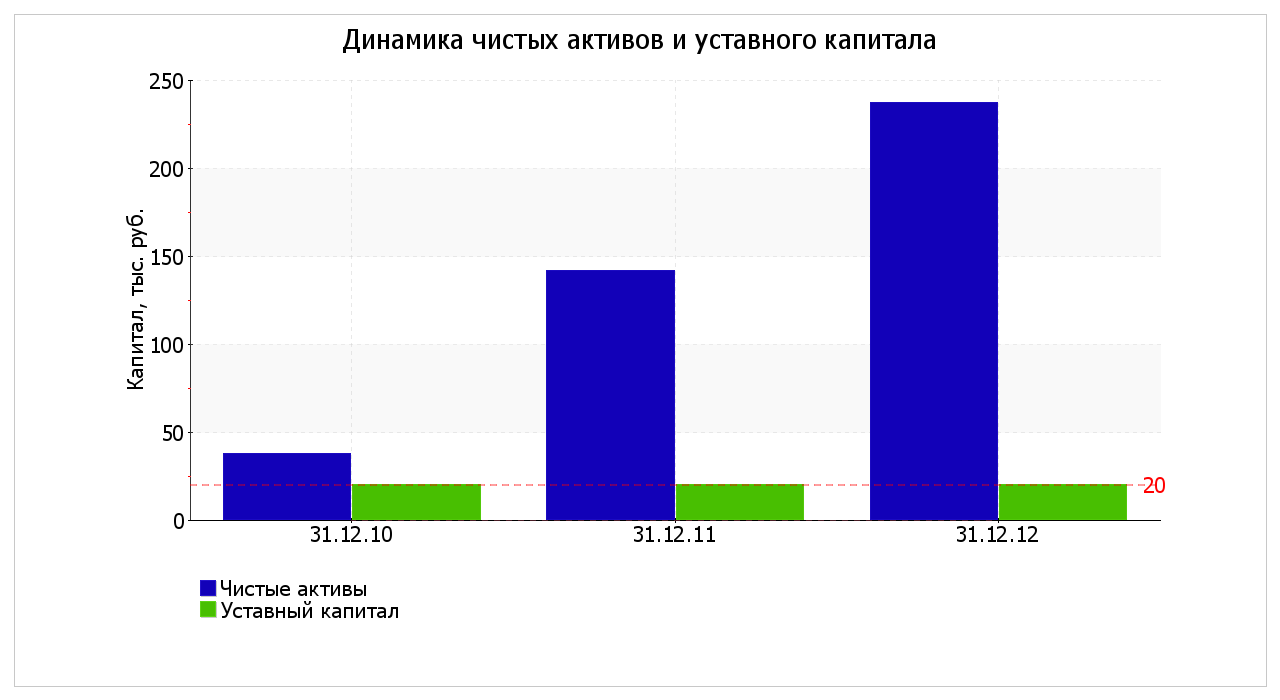 Динамика чистых активов и уставного капитала
Капитал, тыс. руб.
250
200
150
100
50
0
20
31.12.10 31.12.11 31.12.12
Чистые активы
Уставный капитал